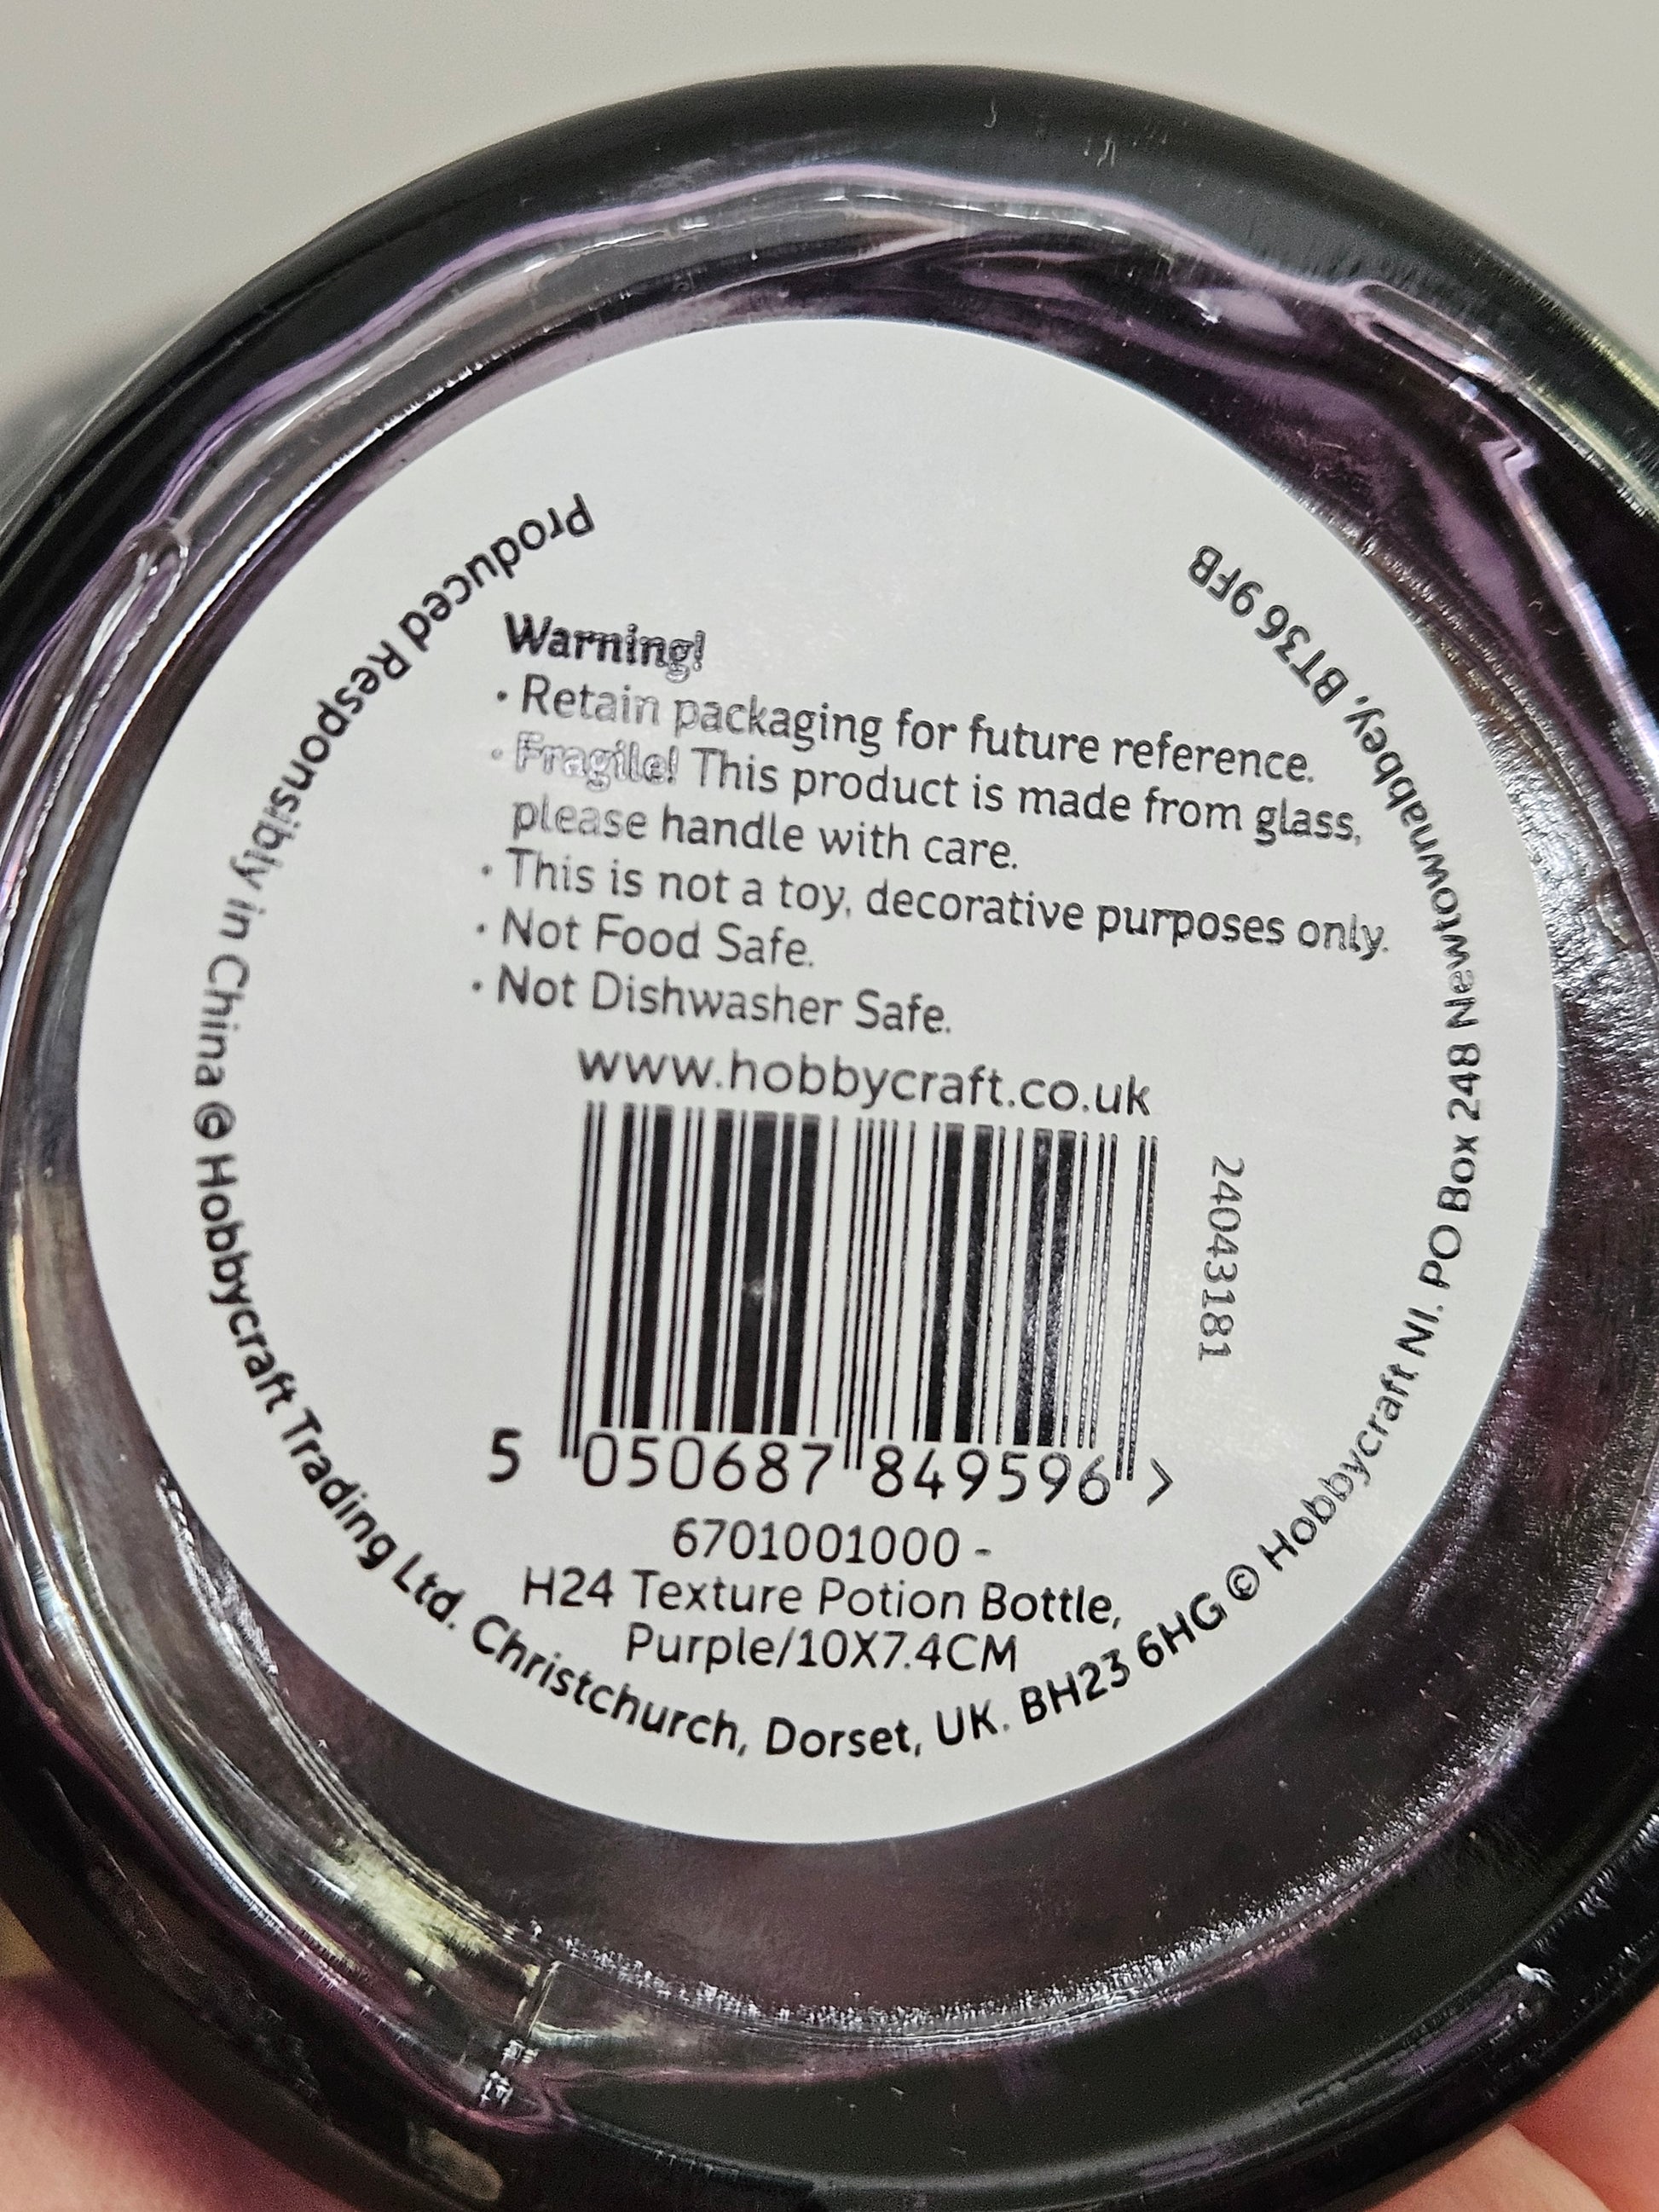 Warning!
· Retain packaging for future reference.
· Fragile! This product is made from glass,
please handle with care.
· This is not a toy, decorative purposes only.
· Not Food Safe.
· Not Dishwasher Safe.
www.hobbycraft.co.uk
24043181
5 050687 849596 >
6701001000 -
H24 Texture Potion Bottle,
Purple/10X7.4CM
Produced Responsibly in China © Hobbycraft Trading Ltd. Christchurch, Dorset, UK. BH23 6HG © Hobbycraft NI. PO Box 248 Newtownabbey, BT36 9FB